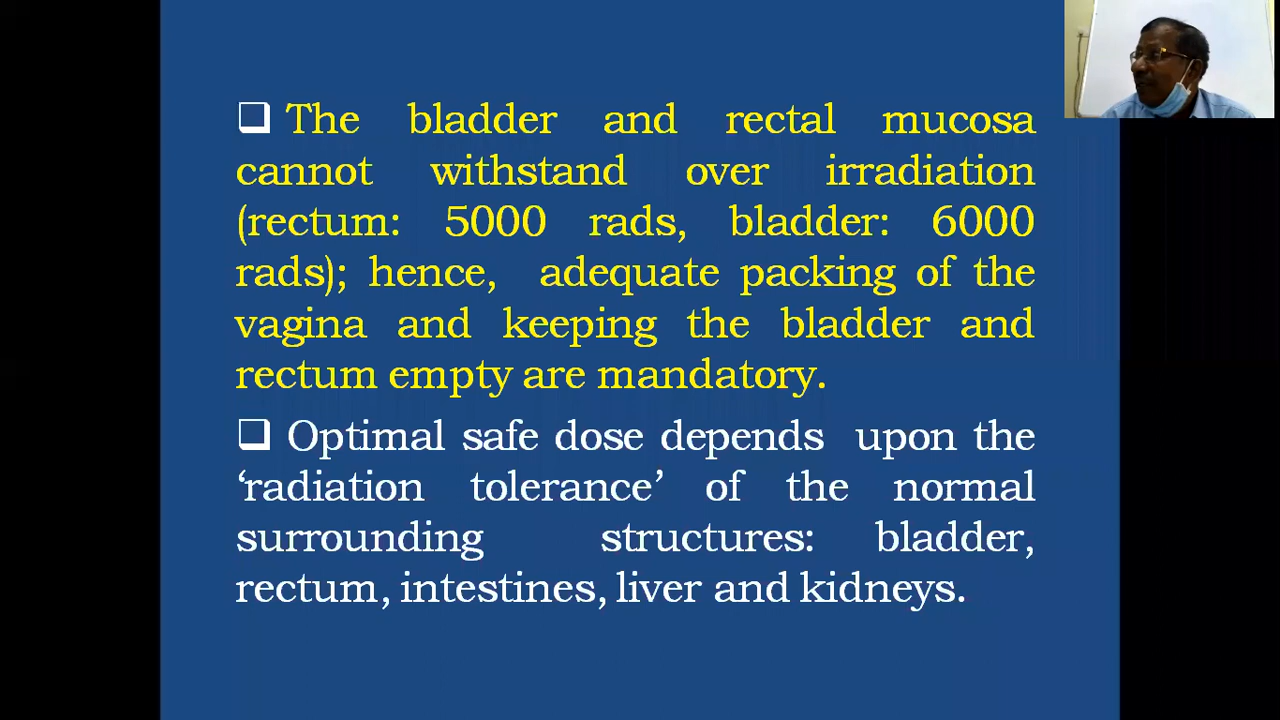 ❑ The bladder and rectal mucosa
cannot withstand over irradiation
(rectum: 5000 rads, bladder: 6000
rads); hence, adequate packing of the
vagina and keeping the bladder and
rectum empty are mandatory.
❑ Optimal safe dose depends upon the
‘radiation tolerance’ of the normal
surrounding structures: bladder,
rectum, intestines, liver and kidneys.